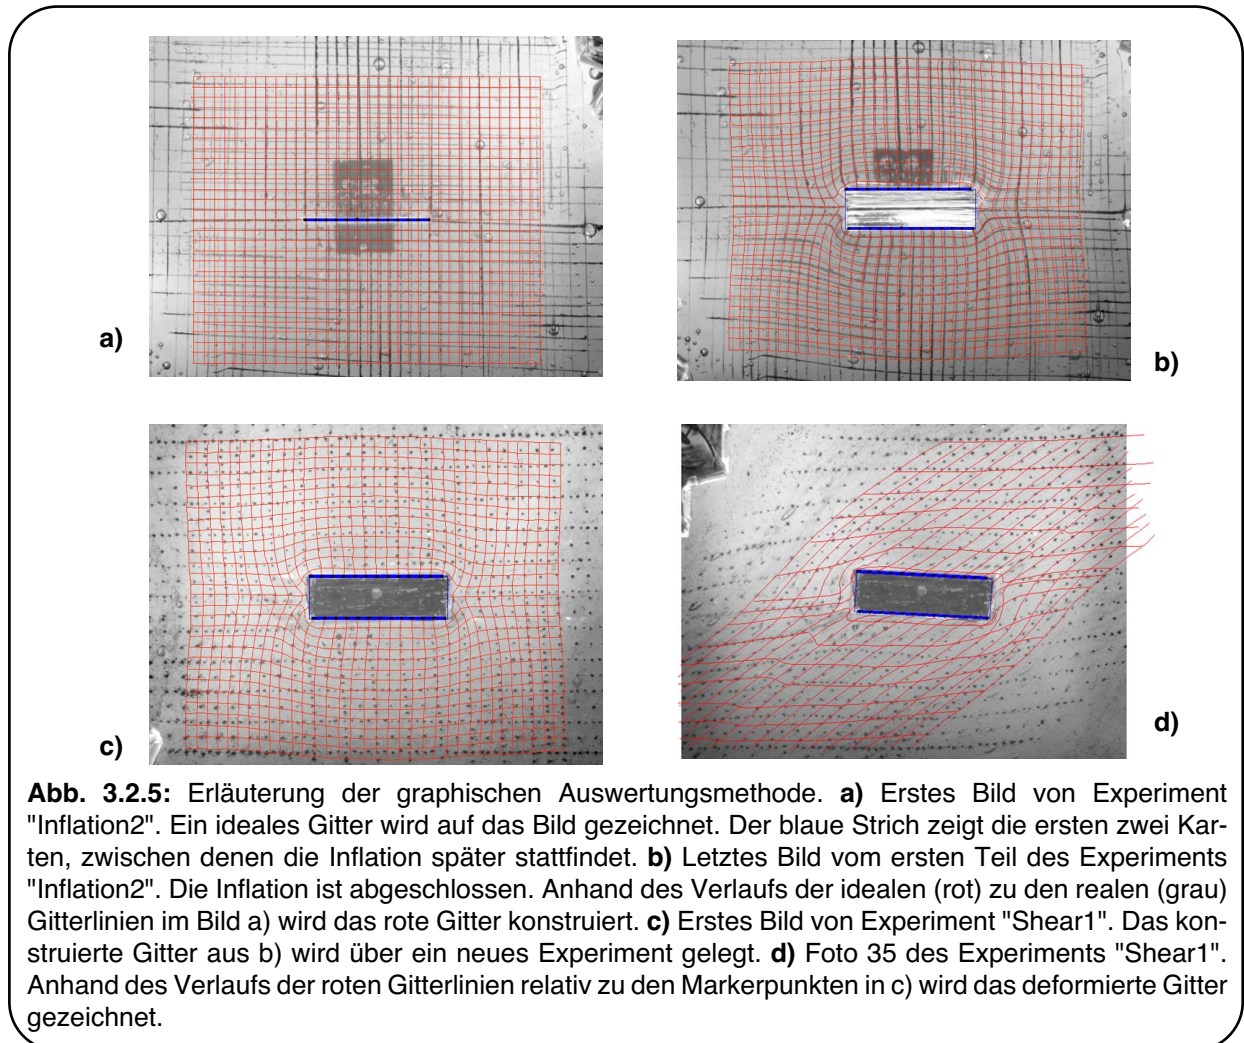 a)
b)
c)
d)
Abb. 3.2.5: Erläuterung der graphischen Auswertungsmethode. a) Erstes Bild von Experiment
"Inflation2". Ein ideales Gitter wird auf das Bild gezeichnet. Der blaue Strich zeigt die ersten zwei Kar-
ten, zwischen denen die Inflation später stattfindet. b) Letztes Bild vom ersten Teil des Experiments
"Inflation2". Die Inflation ist abgeschlossen. Anhand des Verlaufs der idealen (rot) zu den realen (grau)
Gitterlinien im Bild a) wird das rote Gitter konstruiert. c) Erstes Bild von Experiment "Shear1". Das kon-
struierte Gitter aus b) wird über ein neues Experiment gelegt. d) Foto 35 des Experiments "Shear1".
Anhand des Verlaufs der roten Gitterlinien relativ zu den Markerpunkten in c) wird das deformierte Gitter
gezeichnet.